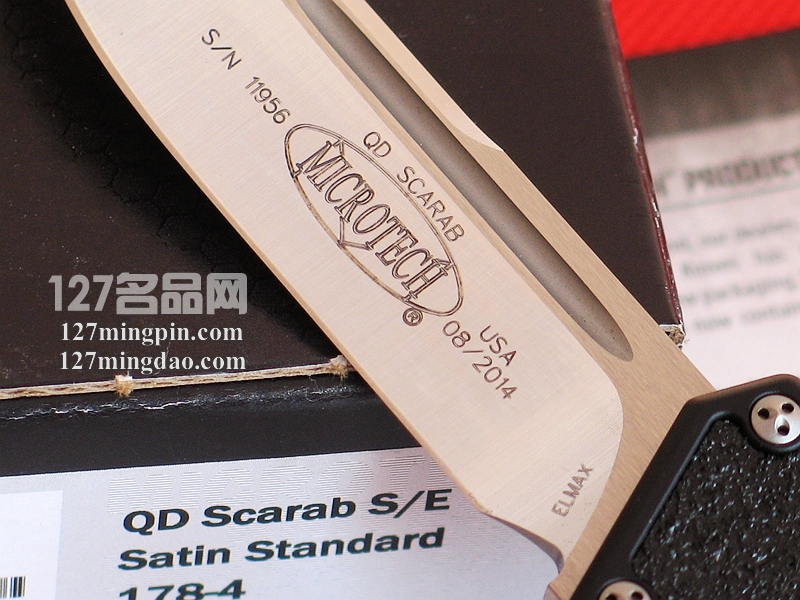 S/N 11956
QD SCARAB
MICROTECH®
USA
08/2014
ELMAX
127名品网
127mingpin.com
127mingdao.com
QD Scarab S/E
Satin Standard
178-4
PRODUCT